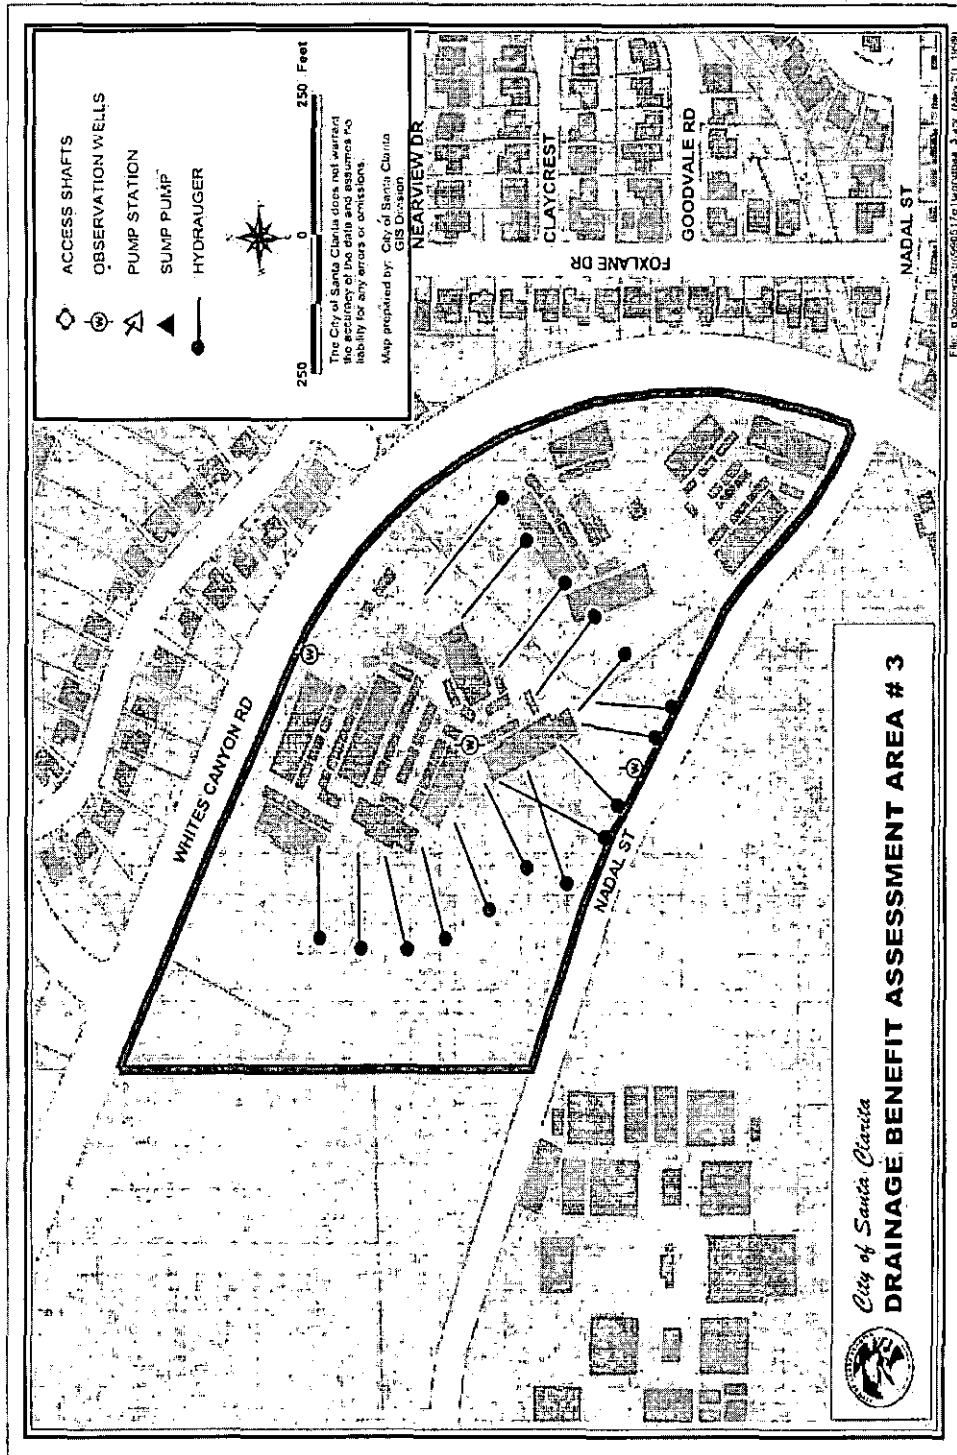 ACCESS SHAFTS
OBSERVATION WELLS
PUMP STATION
SUMP PUMP
HYDRAUGER
250 0 250 Feet
The City of Santa Clarita does not warrant
the accuracy of the data and assumes no
liability for any errors or omissions.
Map prepared by: City of Santa Clarita
GIS Division
NEARVIEW DR
CLAYCREST
GOODVALE RD
FOXLANE DR
NADAL ST
WHITES CANYON RD
NADAL ST
W
W
W
W
City of Santa Clarita
DRAINAGE BENEFIT ASSESSMENT AREA # 3